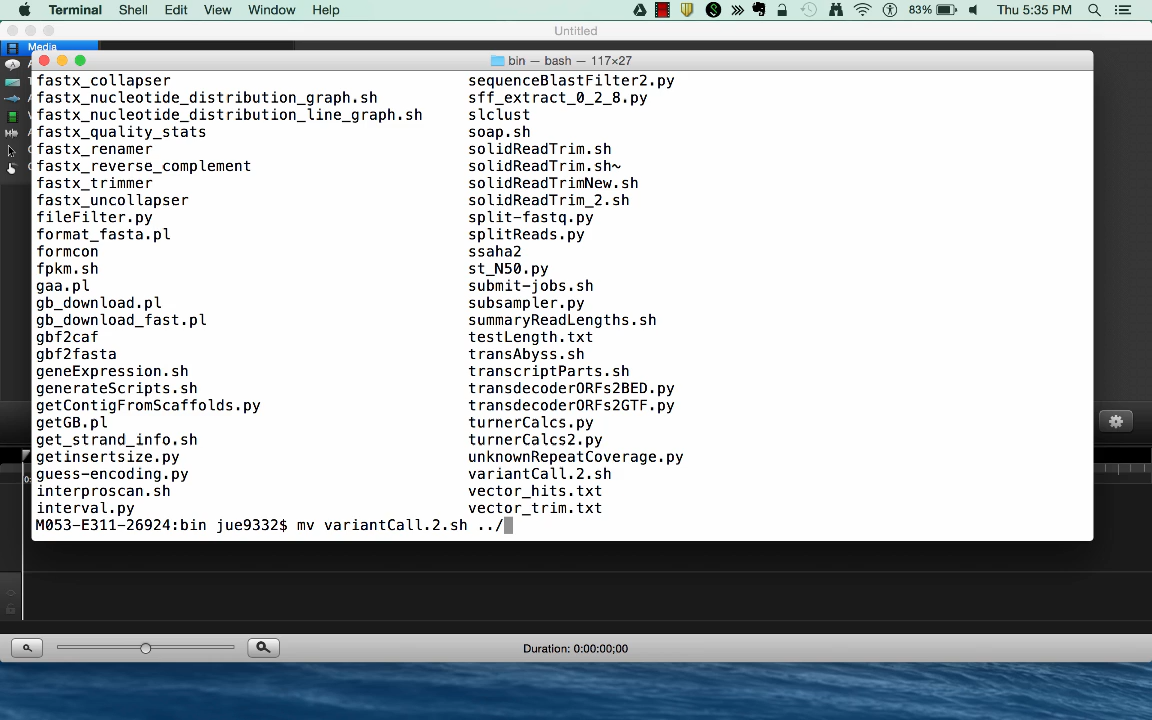 Terminal Shell Edit View Window Help 83% Thu 5:35 PM
Untitled
Media
bin — bash — 117×27
fastx_collapser sequenceBlastFilter2.py
fastx_nucleotide_distribution_graph.sh sff_extract_0_2_8.py
fastx_nucleotide_distribution_line_graph.sh slclust
fastx_quality_stats soap.sh
fastx_renamer solidReadTrim.sh
fastx_reverse_complement solidReadTrim.sh~
fastx_trimmer solidReadTrimNew.sh
fastx_uncollapser solidReadTrim_2.sh
fileFilter.py split-fastq.py
format_fasta.pl splitReads.py
formcon ssaha2
fpkm.sh st_N50.py
gaa.pl submit-jobs.sh
gb_download.pl subsampler.py
gb_download_fast.pl summaryReadLengths.sh
gbf2caf testLength.txt
gbf2fasta transAbyss.sh
geneExpression.sh transcriptParts.sh
generateScripts.sh transdecoderORFs2BED.py
getContigFromScaffolds.py transdecoderORFs2GTF.py
getGB.pl turnerCalcs.py
get_strand_info.sh turnerCalcs2.py
getinsertsize.py unknownRepeatCoverage.py
guess-encoding.py variantCall.2.sh
interproscan.sh vector_hits.txt
interval.py vector_trim.txt
M053-E311-26924:bin jue9332$ mv variantCall.2.sh ../
Duration: 0:00:00;00